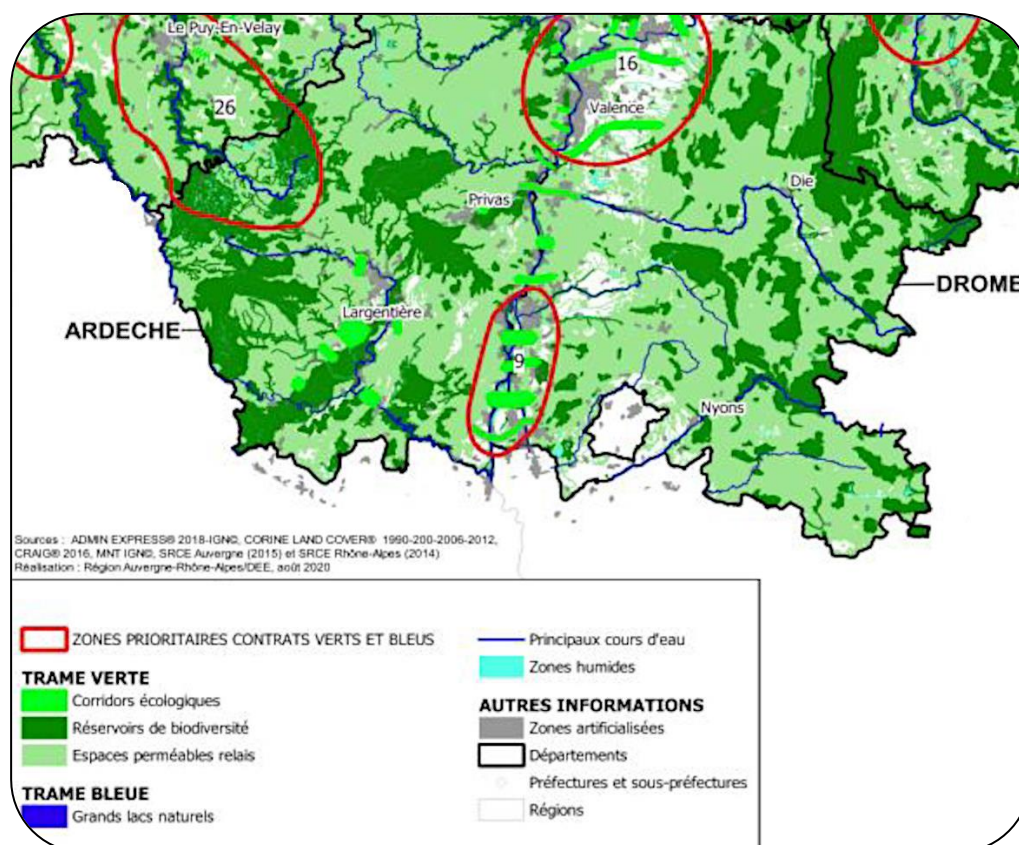 Le Puy-En-Velay
16
26
Valence
Die
Privas
DROME
Largentière
ARDECHE
9
Nyons
Sources : ADMIN EXPRESS® 2018-IGN©, CORINE LAND COVER® 1990-200-2006-2012,
CRAIG® 2016, MNT IGN©, SRCE Auvergne (2015) et SRCE Rhône-Alpes (2014)
Réalisation : Région Auvergne-Rhône-Alpes/DEE, août 2020
ZONES PRIORITAIRES CONTRATS VERTS ET BLEUS
TRAME VERTE
Corridors écologiques
Réservoirs de biodiversité
Espaces perméables relais
TRAME BLEUE
Grands lacs naturels
Principaux cours d'eau
Zones humides
AUTRES INFORMATIONS
Zones artificialisées
Départements
Préfectures et sous-préfectures
Régions